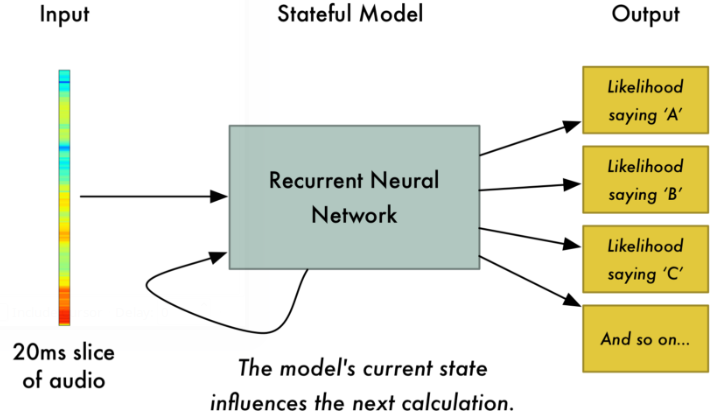 Input
Stateful Model
Output
Likelihood
saying ‘A’
Likelihood
saying ‘B’
Recurrent Neural
Network
Likelihood
saying ‘C’
And so on...
20ms slice
of audio
The model's current state
influences the next calculation.